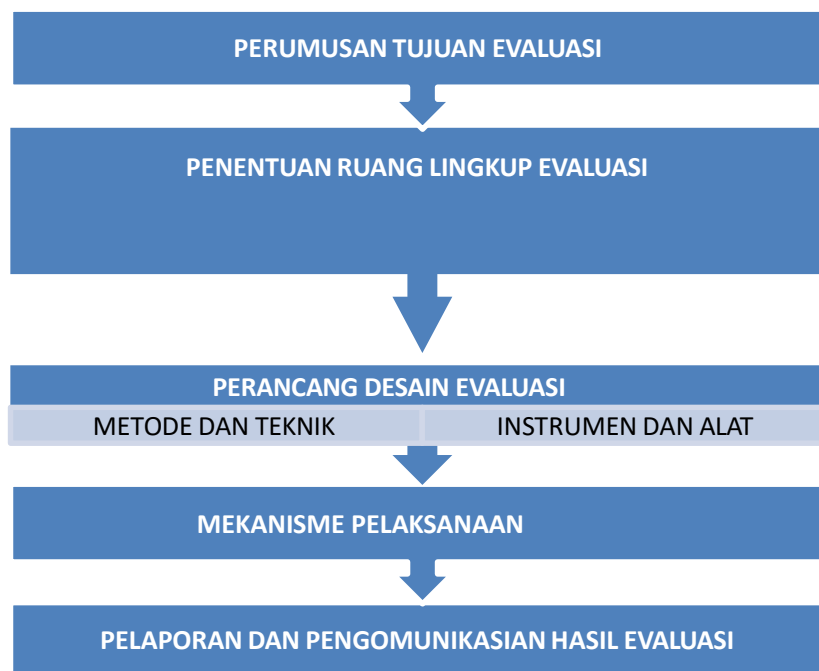 PERUMUSAN TUJUAN EVALUASI
PENENTUAN RUANG LINGKUP EVALUASI
PERANCANG DESAIN EVALUASI
METODE DAN TEKNIK
INSTRUMEN DAN ALAT
MEKANISME PELAKSANAAN
PELAPORAN DAN PENGOMUNIKASIAN HASIL EVALUASI